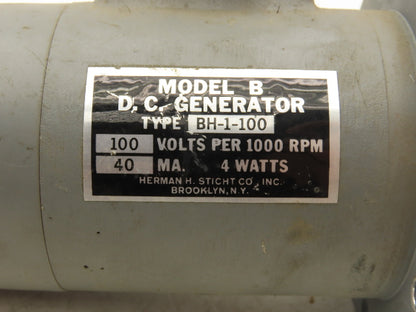 MODEL B
D.C. GENERATOR
TYPE BH-1-100
100 VOLTS PER 1000 RPM
40 MA. 4 WATTS
HERMAN H. STICHT CO., INC.
BROOKLYN, N.Y.